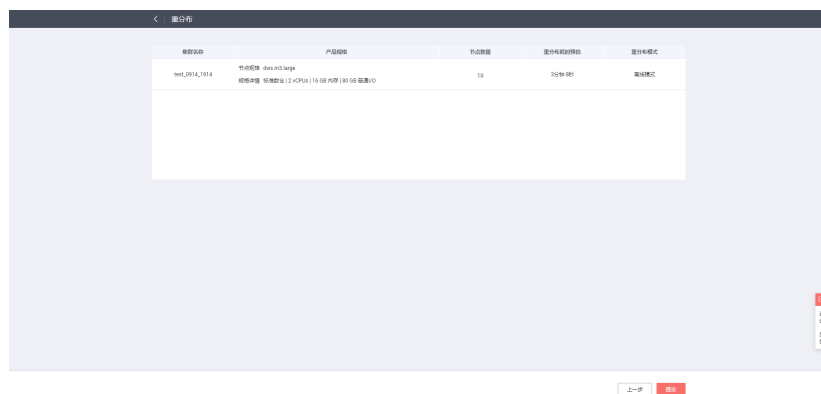 重分布
集群名称 产品规格 节点数量 重分布耗时预估 重分布模式
test_0914_1914 节点规格 dws.m3.large 10 3分钟 8秒 离线模式
规格详情 标准数仓 | 2 vCPUs | 16 GB 内存 | 80 GB 普通I/O
上一步 提交